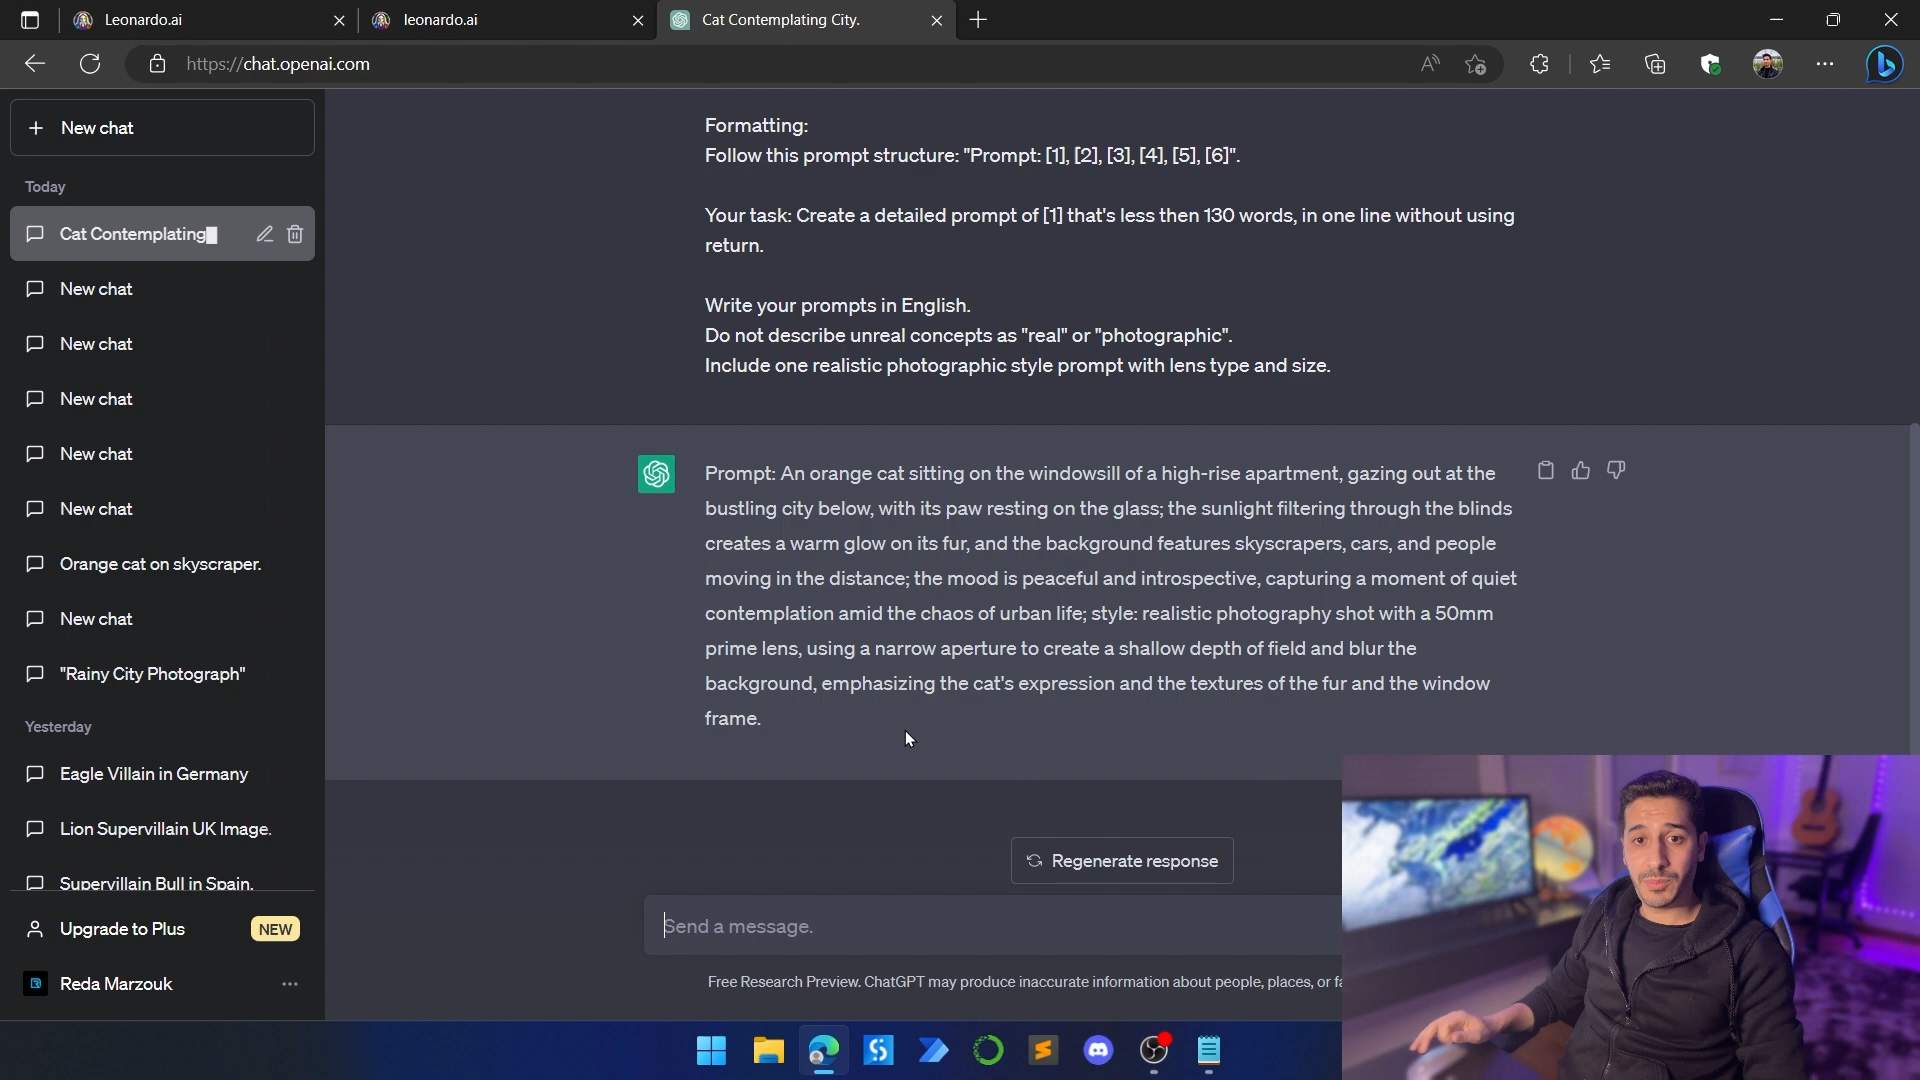 Leonardo.ai
leonardo.ai
Cat Contemplating City.
https://chat.openai.com
New chat
Today
Cat Contemplating
New chat
New chat
New chat
New chat
New chat
Orange cat on skyscraper.
New chat
"Rainy City Photograph"
Yesterday
Eagle Villain in Germany
Lion Supervillain UK Image.
Supervillain Bull in Spain.
Upgrade to Plus
NEW
Reda Marzouk
Formatting:
Follow this prompt structure: "Prompt: [1], [2], [3], [4], [5], [6]".
Your task: Create a detailed prompt of [1] that's less then 130 words, in one line without using
return.
Write your prompts in English.
Do not describe unreal concepts as "real" or "photographic".
Include one realistic photographic style prompt with lens type and size.
Prompt: An orange cat sitting on the windowsill of a high-rise apartment, gazing out at the
bustling city below, with its paw resting on the glass; the sunlight filtering through the blinds
creates a warm glow on its fur, and the background features skyscrapers, cars, and people
moving in the distance; the mood is peaceful and introspective, capturing a moment of quiet
contemplation amid the chaos of urban life; style: realistic photography shot with a 50mm
prime lens, using a narrow aperture to create a shallow depth of field and blur the
background, emphasizing the cat's expression and the textures of the fur and the window
frame.
Regenerate response
Send a message.
Free Research Preview. ChatGPT may produce inaccurate information about people, places, or